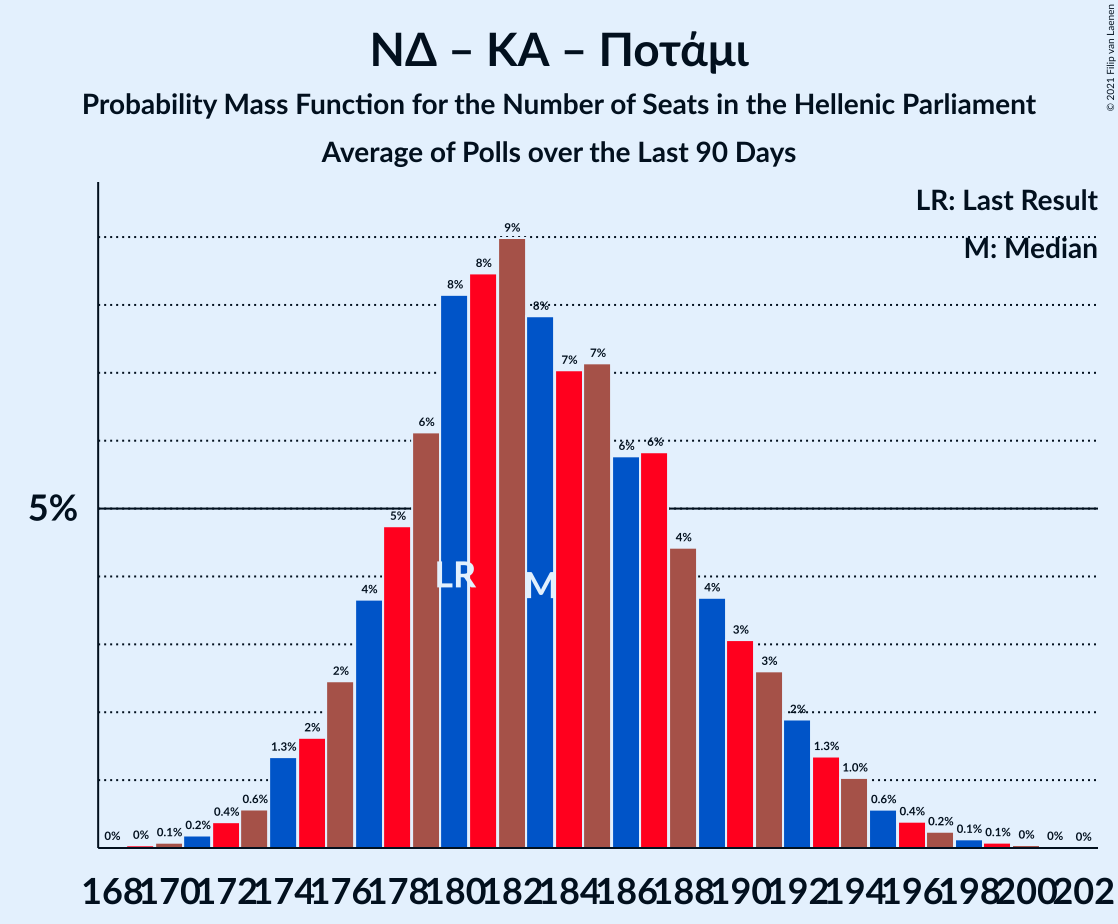 ΝΔ – ΚΑ – Ποτάμι
Probability Mass Function for the Number of Seats in the Hellenic Parliament
Average of Polls over the Last 90 Days
© 2021 Filip van Laenen
LR: Last Result
M: Median
5%
0% 0% 0.1% 0.2% 0.4% 0.6% 1.3% 2% 2% 4% 5% 6% 8% 8% 9% 8% 7% 7% 6% 6% 4% 4% 3% 3% 2% 1.3% 1.0% 0.6% 0.4% 0.2% 0.1% 0.1% 0% 0% 0%
LR M
168 170 172 174 176 178 180 182 184 186 188 190 192 194 196 198 200 202